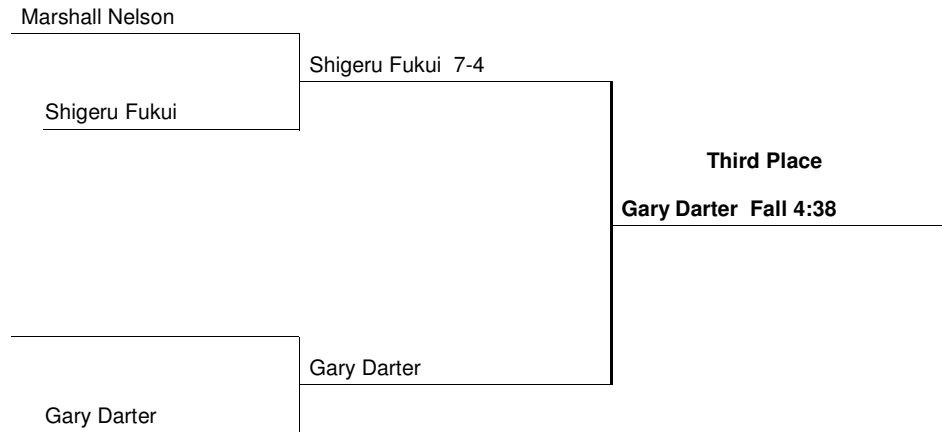 Marshall Nelson
Shigeru Fukui 7-4
Shigeru Fukui
Third Place
Gary Darter Fall 4:38
Gary Darter
Gary Darter